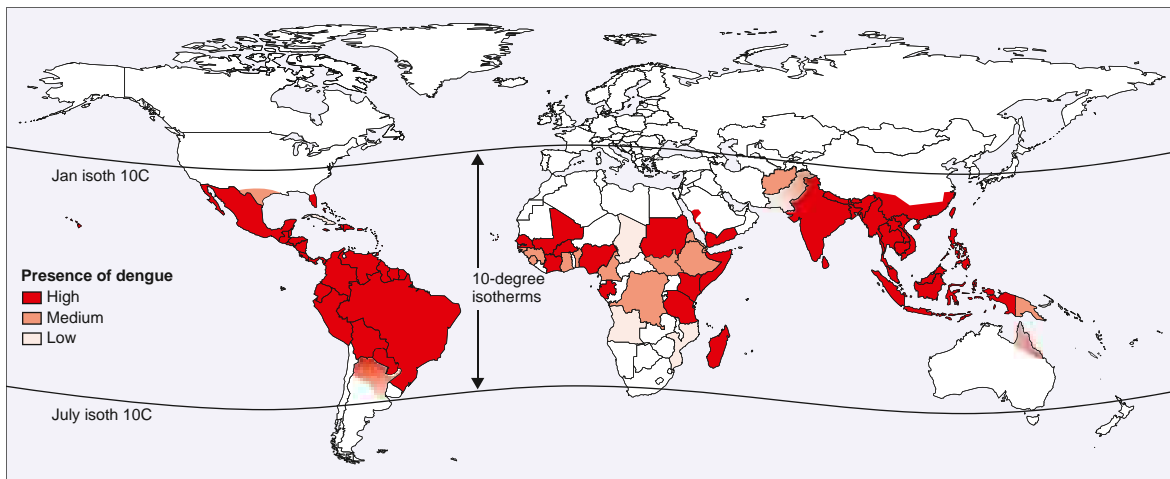 Jan isoth 10C
10-degree
isotherms
Presence of dengue
High
Medium
Low
July isoth 10C